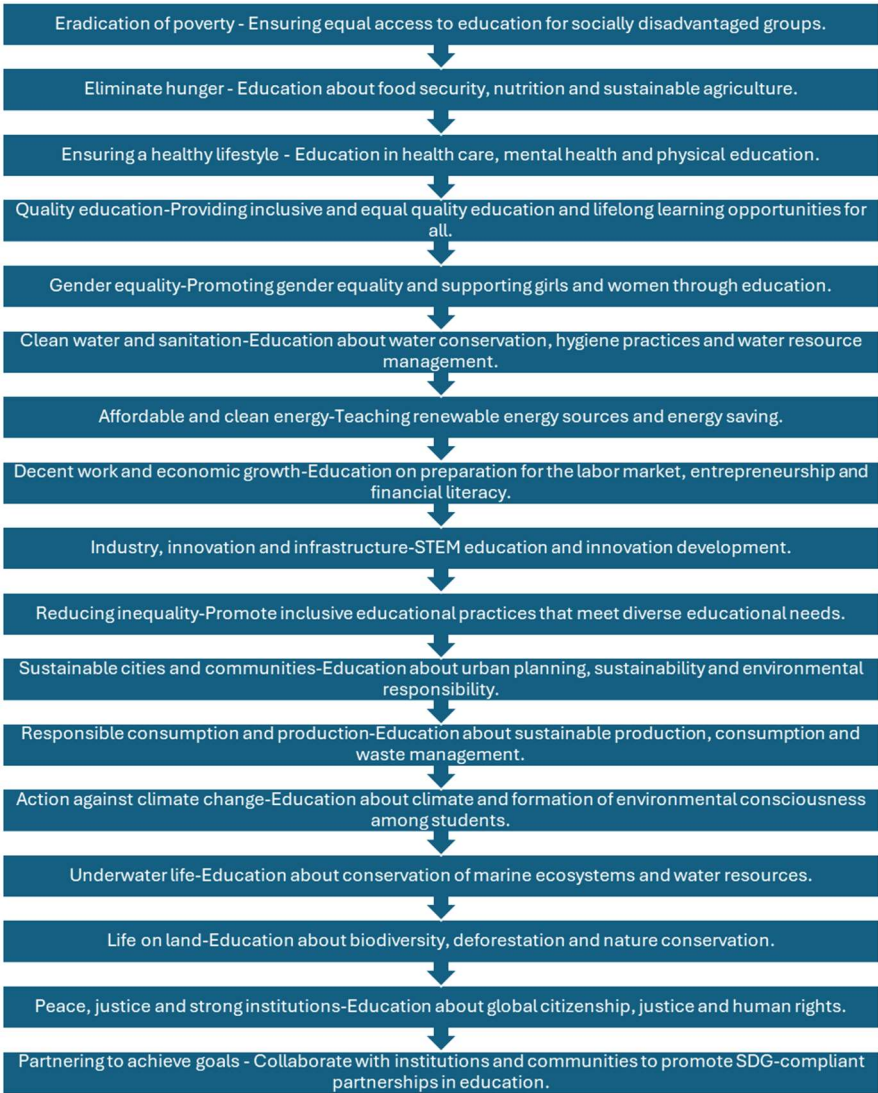 Eradication of poverty - Ensuring equal access to education for socially disadvantaged groups.
Eliminate hunger - Education about food security, nutrition and sustainable agriculture.
Ensuring a healthy lifestyle - Education in health care, mental health and physical education.
Quality education-Providing inclusive and equal quality education and lifelong learning opportunities for
all.
Gender equality-Promoting gender equality and supporting girls and women through education.
Clean water and sanitation-Education about water conservation, hygiene practices and water resource
management.
Affordable and clean energy-Teaching renewable energy sources and energy saving.
Decent work and economic growth-Education on preparation for the labor market, entrepreneurship and
financial literacy.
Industry, innovation and infrastructure-STEM education and innovation development.
Reducing inequality-Promote inclusive educational practices that meet diverse educational needs.
Sustainable cities and communities-Education about urban planning, sustainability and environmental
responsibility.
Responsible consumption and production-Education about sustainable production, consumption and
waste management.
Action against climate change-Education about climate and formation of environmental consciousness
among students.
Underwater life-Education about conservation of marine ecosystems and water resources.
Life on land-Education about biodiversity, deforestation and nature conservation.
Peace, justice and strong institutions-Education about global citizenship, justice and human rights.
Partnering to achieve goals - Collaborate with institutions and communities to promote SDG-compliant
partnerships in education.